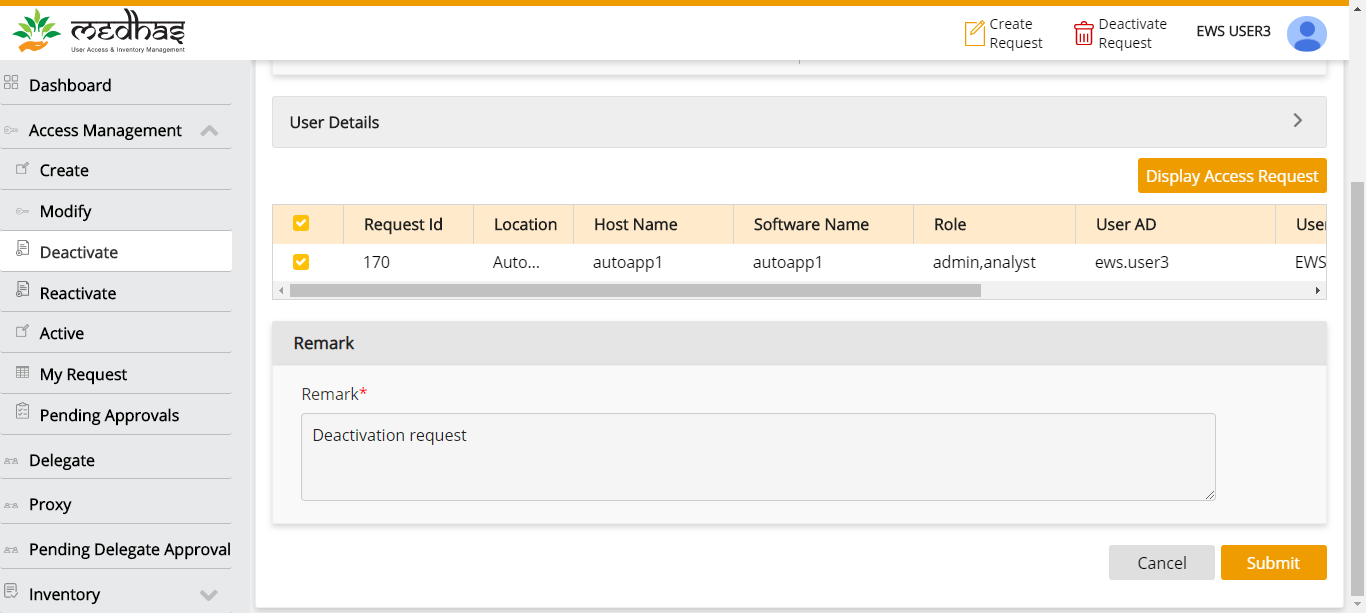 medhas
User Access & Inventory Management
Create
Request
Deactivate
Request
EWS USER3
Dashboard
Access Management
Create
Modify
Deactivate
Reactivate
Active
My Request
Pending Approvals
Delegate
Proxy
Pending Delegate Approval
Inventory
User Details
Display Access Request
Request Id Location Host Name Software Name Role User AD User
170 Auto... autoapp1 autoapp1 admin,analyst ews.user3 EWS
Remark
Remark*
Deactivation request
Cancel Submit